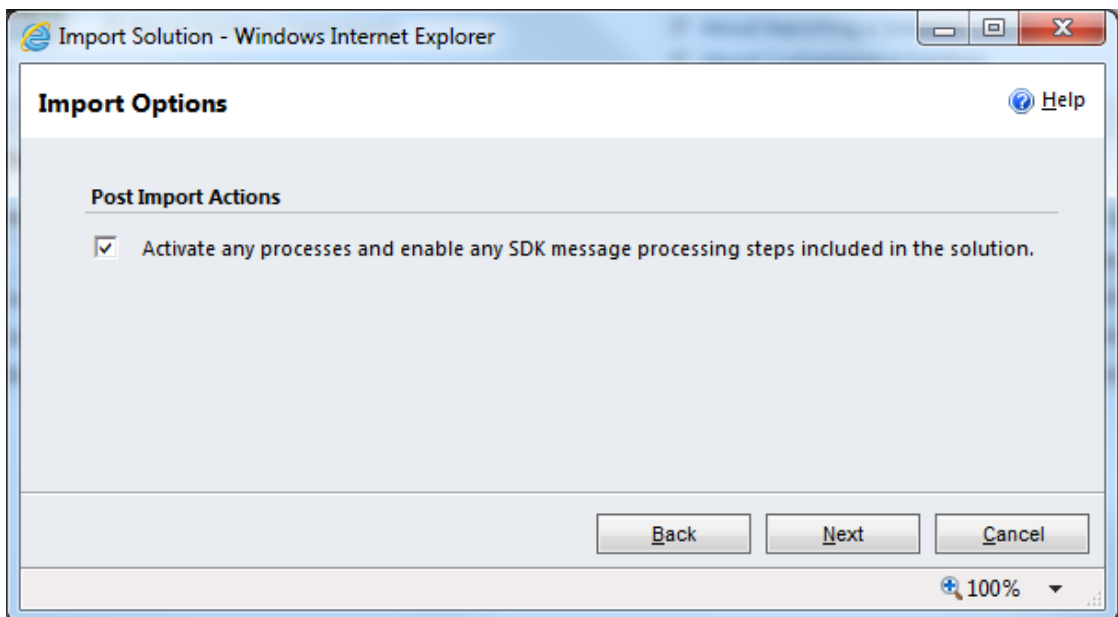 Import Solution - Windows Internet Explorer
Import Options
Help
Post Import Actions
Activate any processes and enable any SDK message processing steps included in the solution.
Back Next Cancel
100%